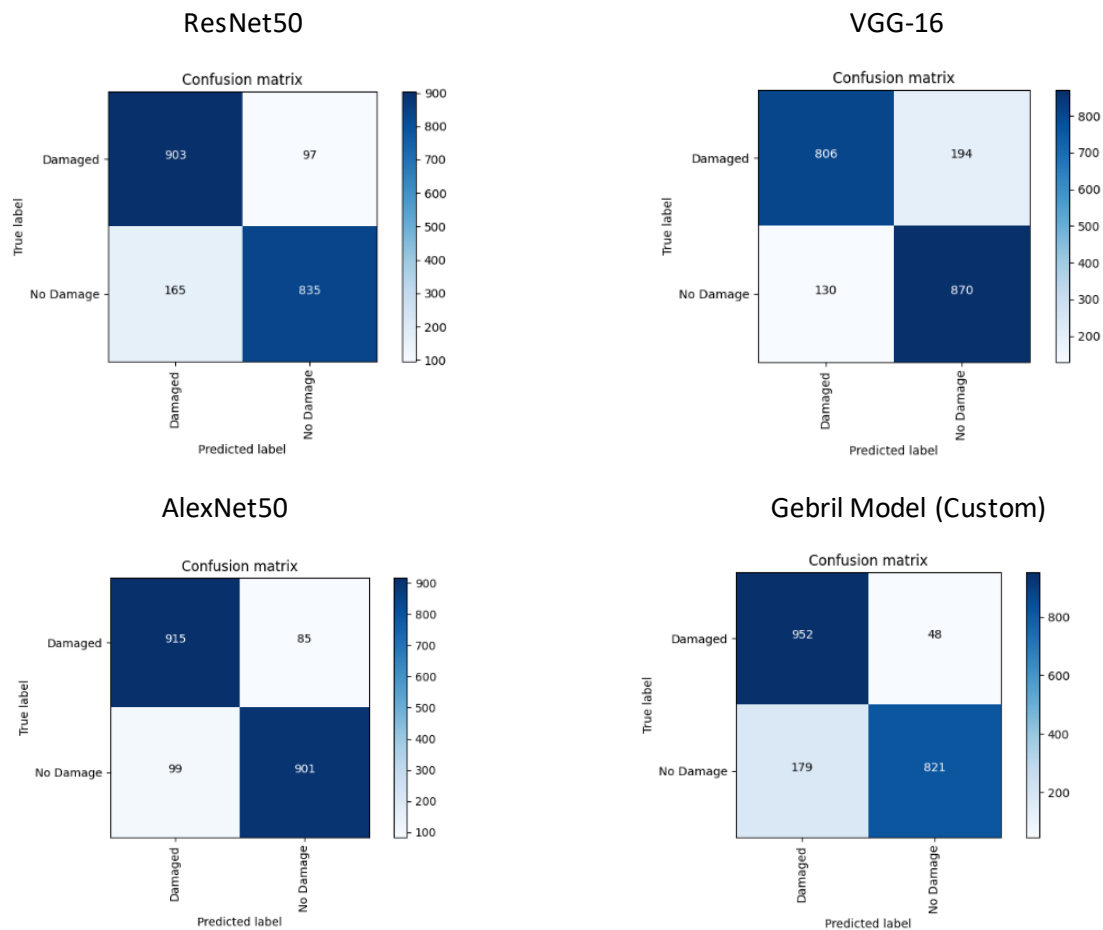 ResNet50
Confusion matrix
900
800
700
600
500
400
300
200
100
Damaged
No Damage
True label
903
97
165
835
Damaged
No Damage
Predicted label
VGG-16
Confusion matrix
800
700
600
500
400
300
200
Damaged
No Damage
True label
806
194
130
870
Damaged
No Damage
Predicted label
AlexNet50
Confusion matrix
900
800
700
600
500
400
300
200
100
Damaged
No Damage
True label
915
85
99
901
Damaged
No Damage
Predicted label
Gebril Model (Custom)
Confusion matrix
800
600
400
200
Damaged
No Damage
True label
952
48
179
821
Damaged
No Damage
Predicted label